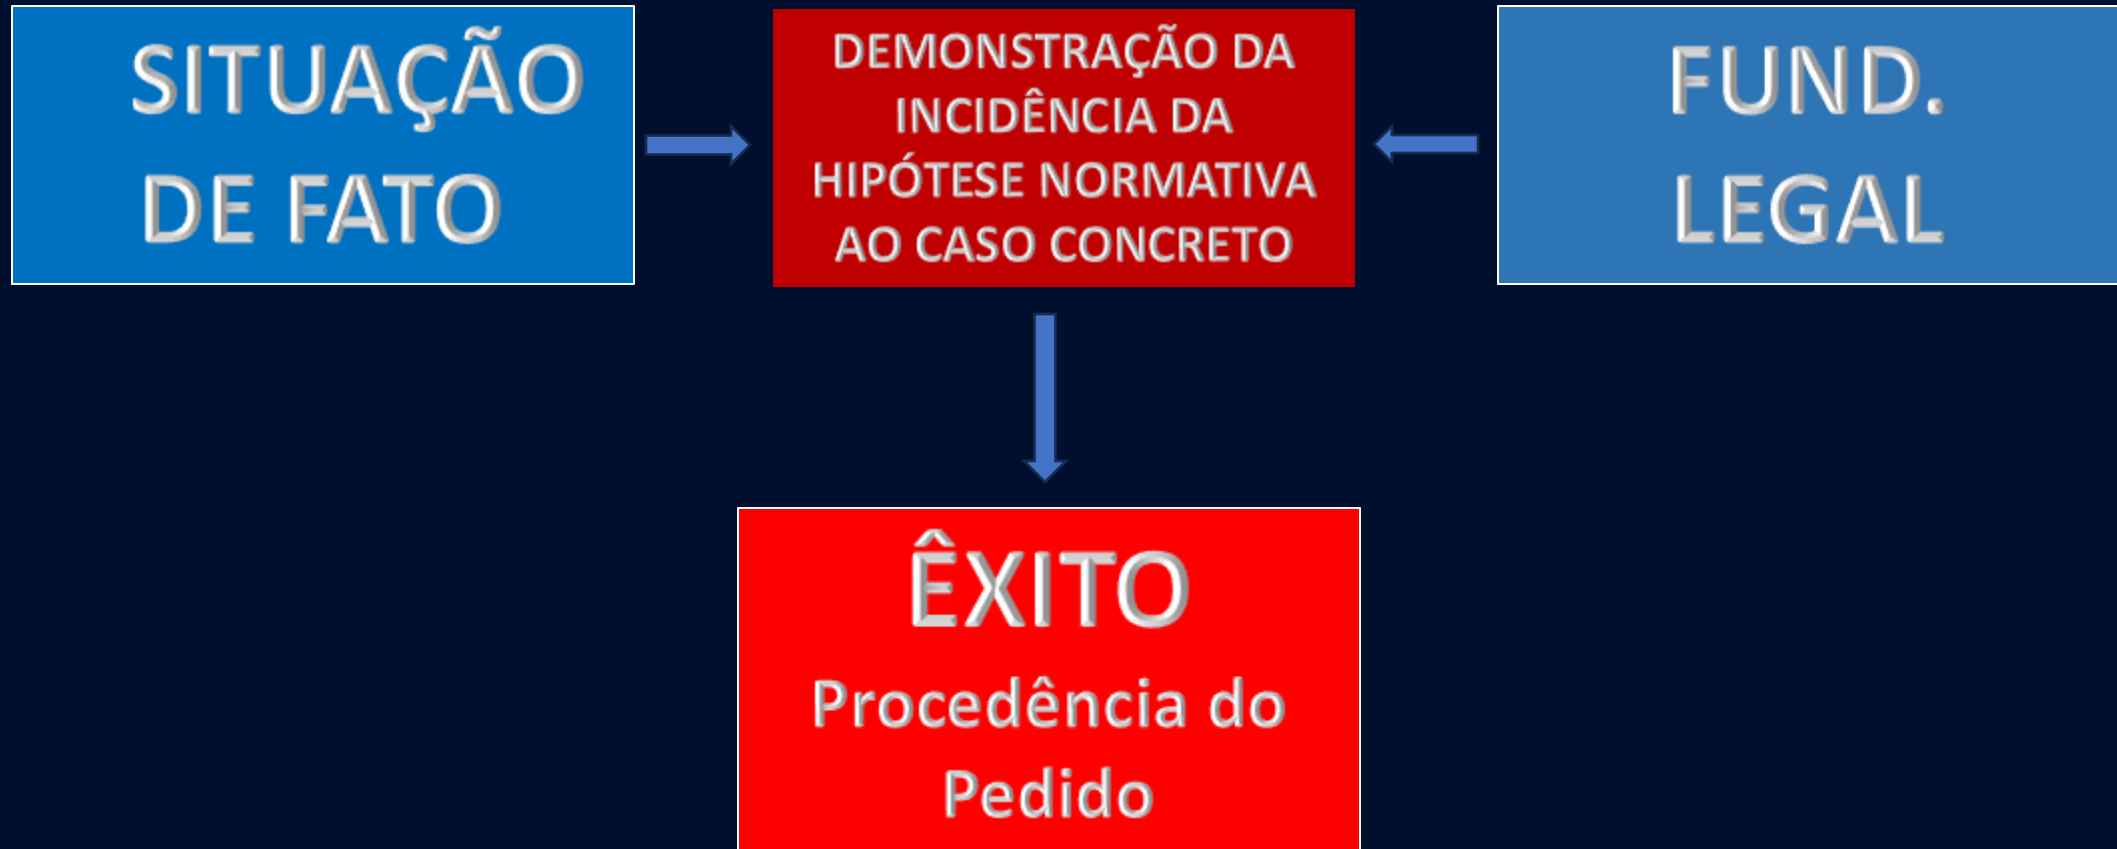 SITUAÇÃO
DE FATO
DEMONSTRAÇÃO DA
INCIDÊNCIA DA
HIPÓTESE NORMATIVA
AO CASO CONCRETO
FUND.
LEGAL
ÊXITO
Procedência do
Pedido